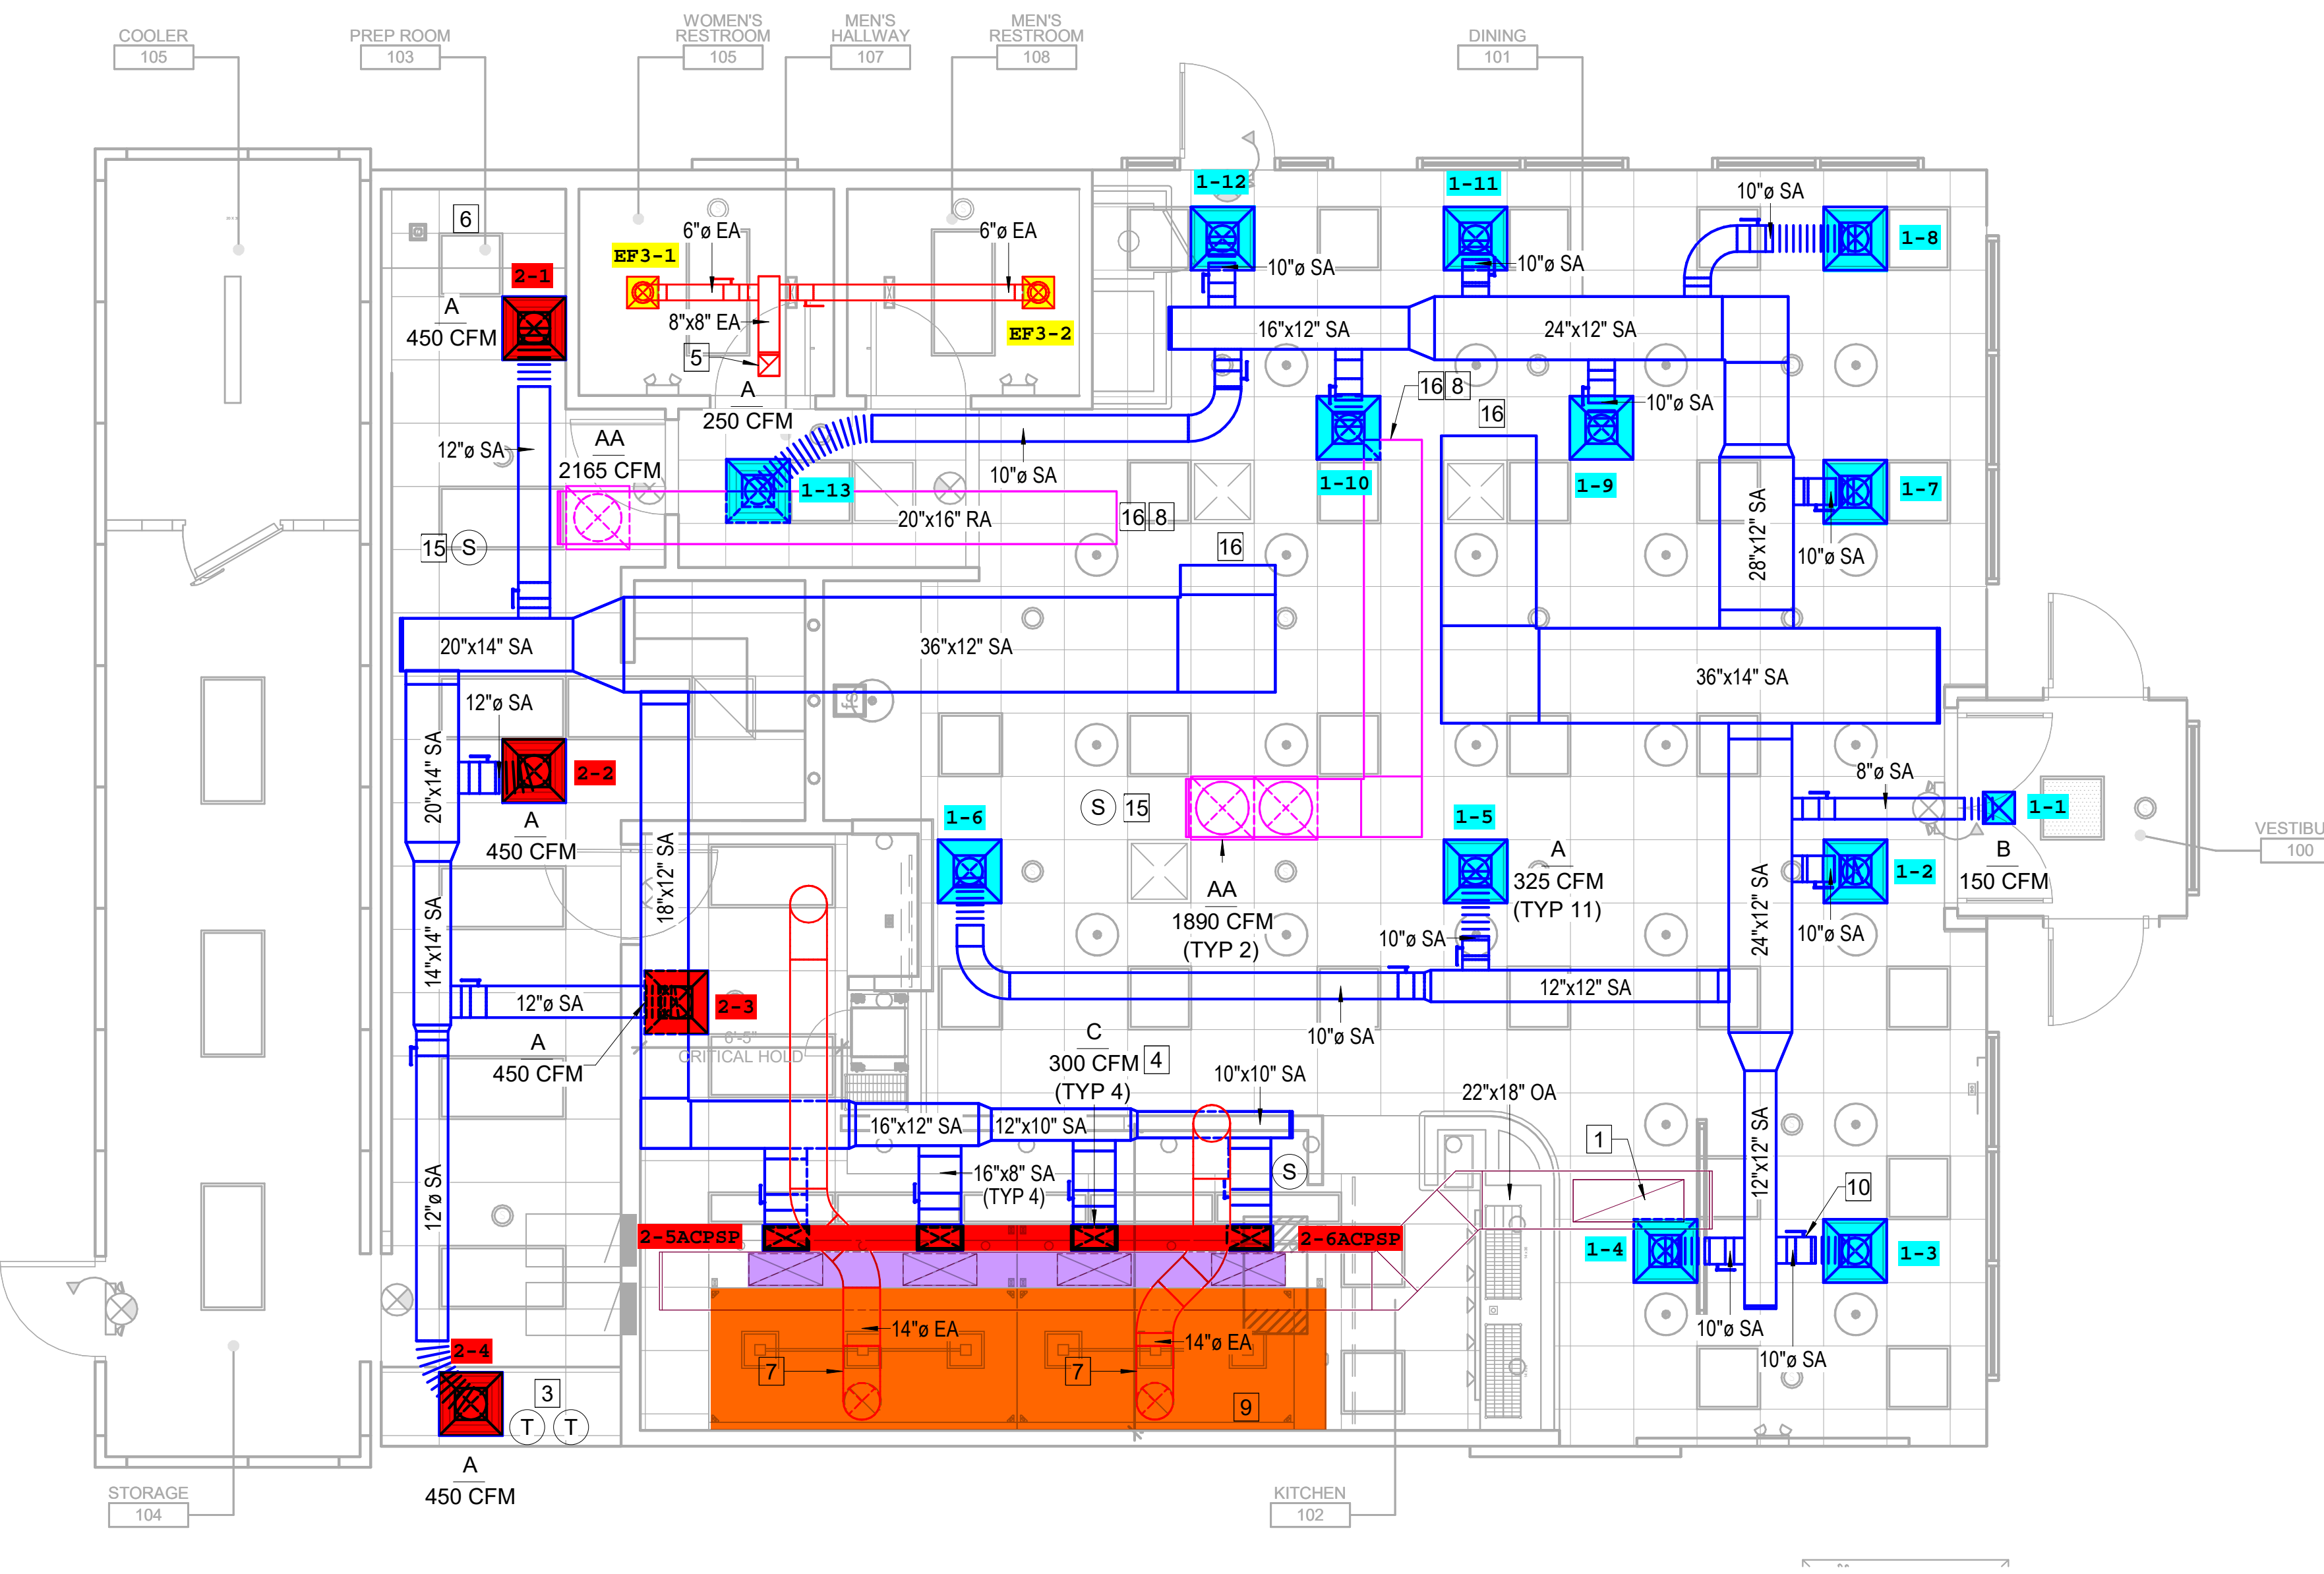 COOLER
105
PREP ROOM
103
WOMEN'S
RESTROOM
105
MEN'S
HALLWAY
107
MEN'S
RESTROOM
108
DINING
101
6
2-1
A
450 CFM
12"ø SA
EF3-1
6"ø EA
6"ø EA
8"x8" EA
5
EF3-2
A
250 CFM
AA
2165 CFM
1-13
10"ø SA
20"x16" RA
16 8
15 S
1-12
10"ø SA
1-11
10"ø SA
10"ø SA
1-8
16"x12" SA
24"x12" SA
16 8
16
10"ø SA
1-10
1-9
1-7
28"x12" SA
10"ø SA
16
20"x14" SA
36"x12" SA
36"x14" SA
12"ø SA
20"x14" SA
2-2
A
450 CFM
fs
18"x12" SA
14"x14" SA
12"ø SA
2-3
A
450 CFM
6'-5"
CRITICAL HOLD
1-6
S 15
AA
1890 CFM
(TYP 2)
1-5
A
325 CFM
(TYP 11)
10"ø SA
8"ø SA
1-1
1-2
B
150 CFM
VESTIBU
100
24"x12" SA
10"ø SA
12"x12" SA
10"ø SA
C
300 CFM
(TYP 4)
4
10"x10" SA
16"x12" SA
12"x10" SA
16"x8" SA
(TYP 4)
S
22"x18" OA
1
12"x12" SA
10
12"ø SA
2-5ACPSP
2-6ACPSP
1-4
1-3
10"ø SA
10"ø SA
14"ø EA
14"ø EA
7
7
9
2-4
3
T T
A
450 CFM
STORAGE
104
KITCHEN
102